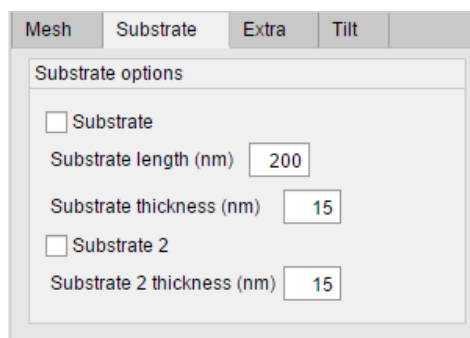 Mesh Substrate Extra Tilt
Substrate options
Substrate
Substrate length (nm) 200
Substrate thickness (nm) 15
Substrate 2
Substrate 2 thickness (nm) 15